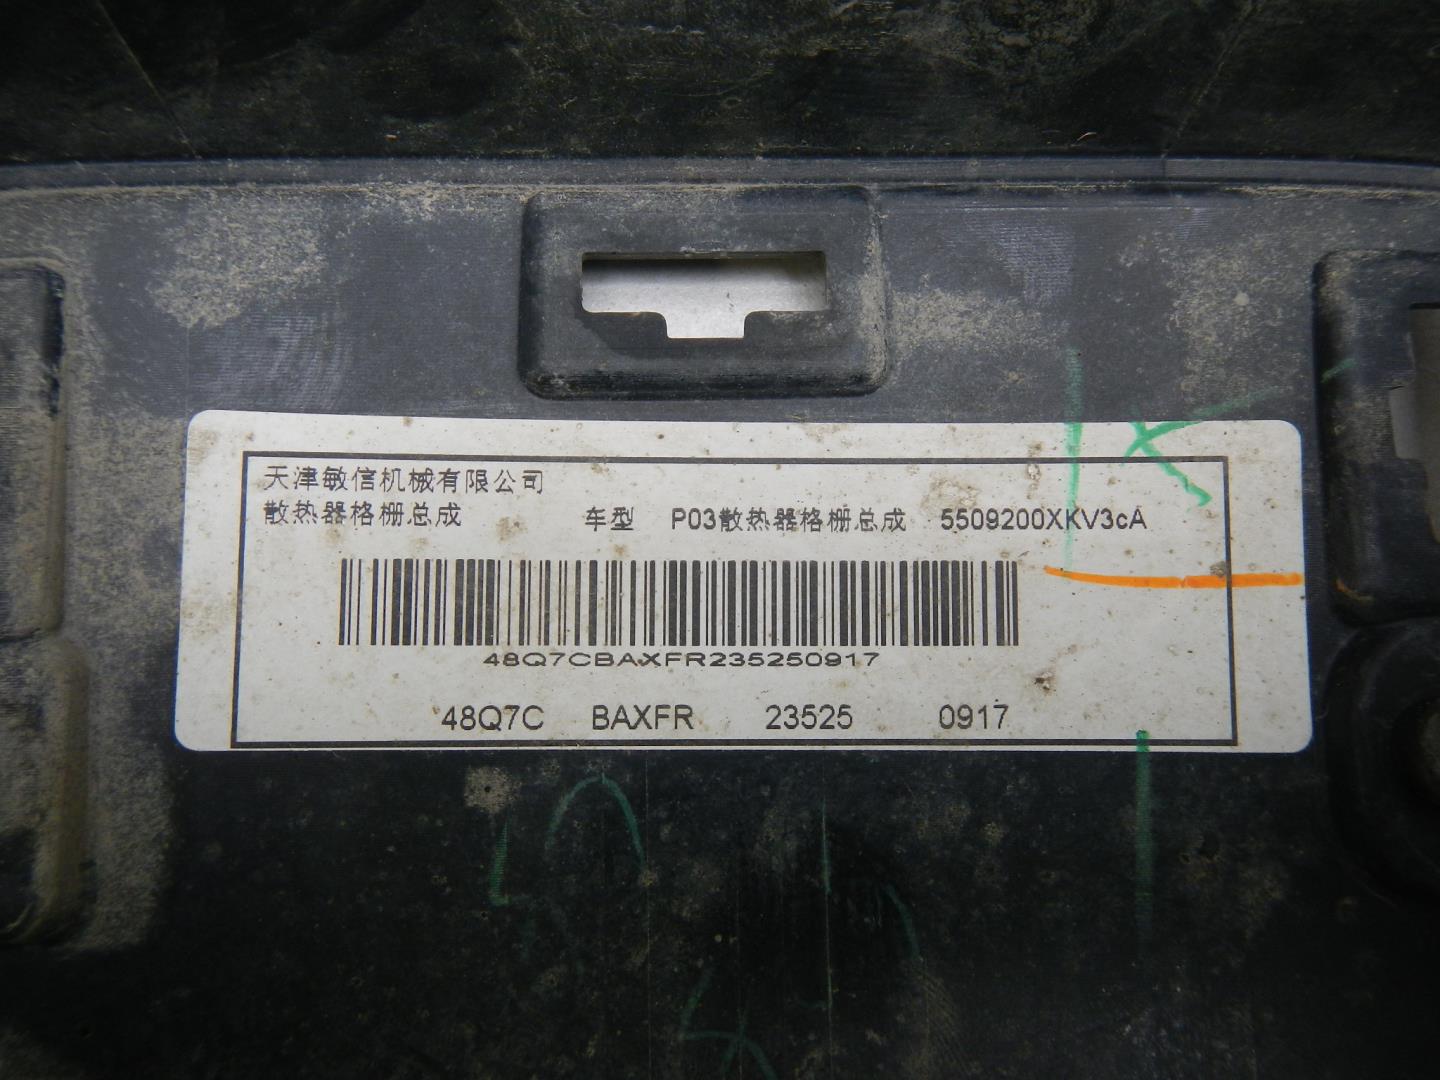 天津敏信机械有限公司
散热器格栅总成 车型 P03散热器格栅总成 5509200XKV3cA
48Q7CBAXFR235250917
48Q7C BAXFR 23525 0917